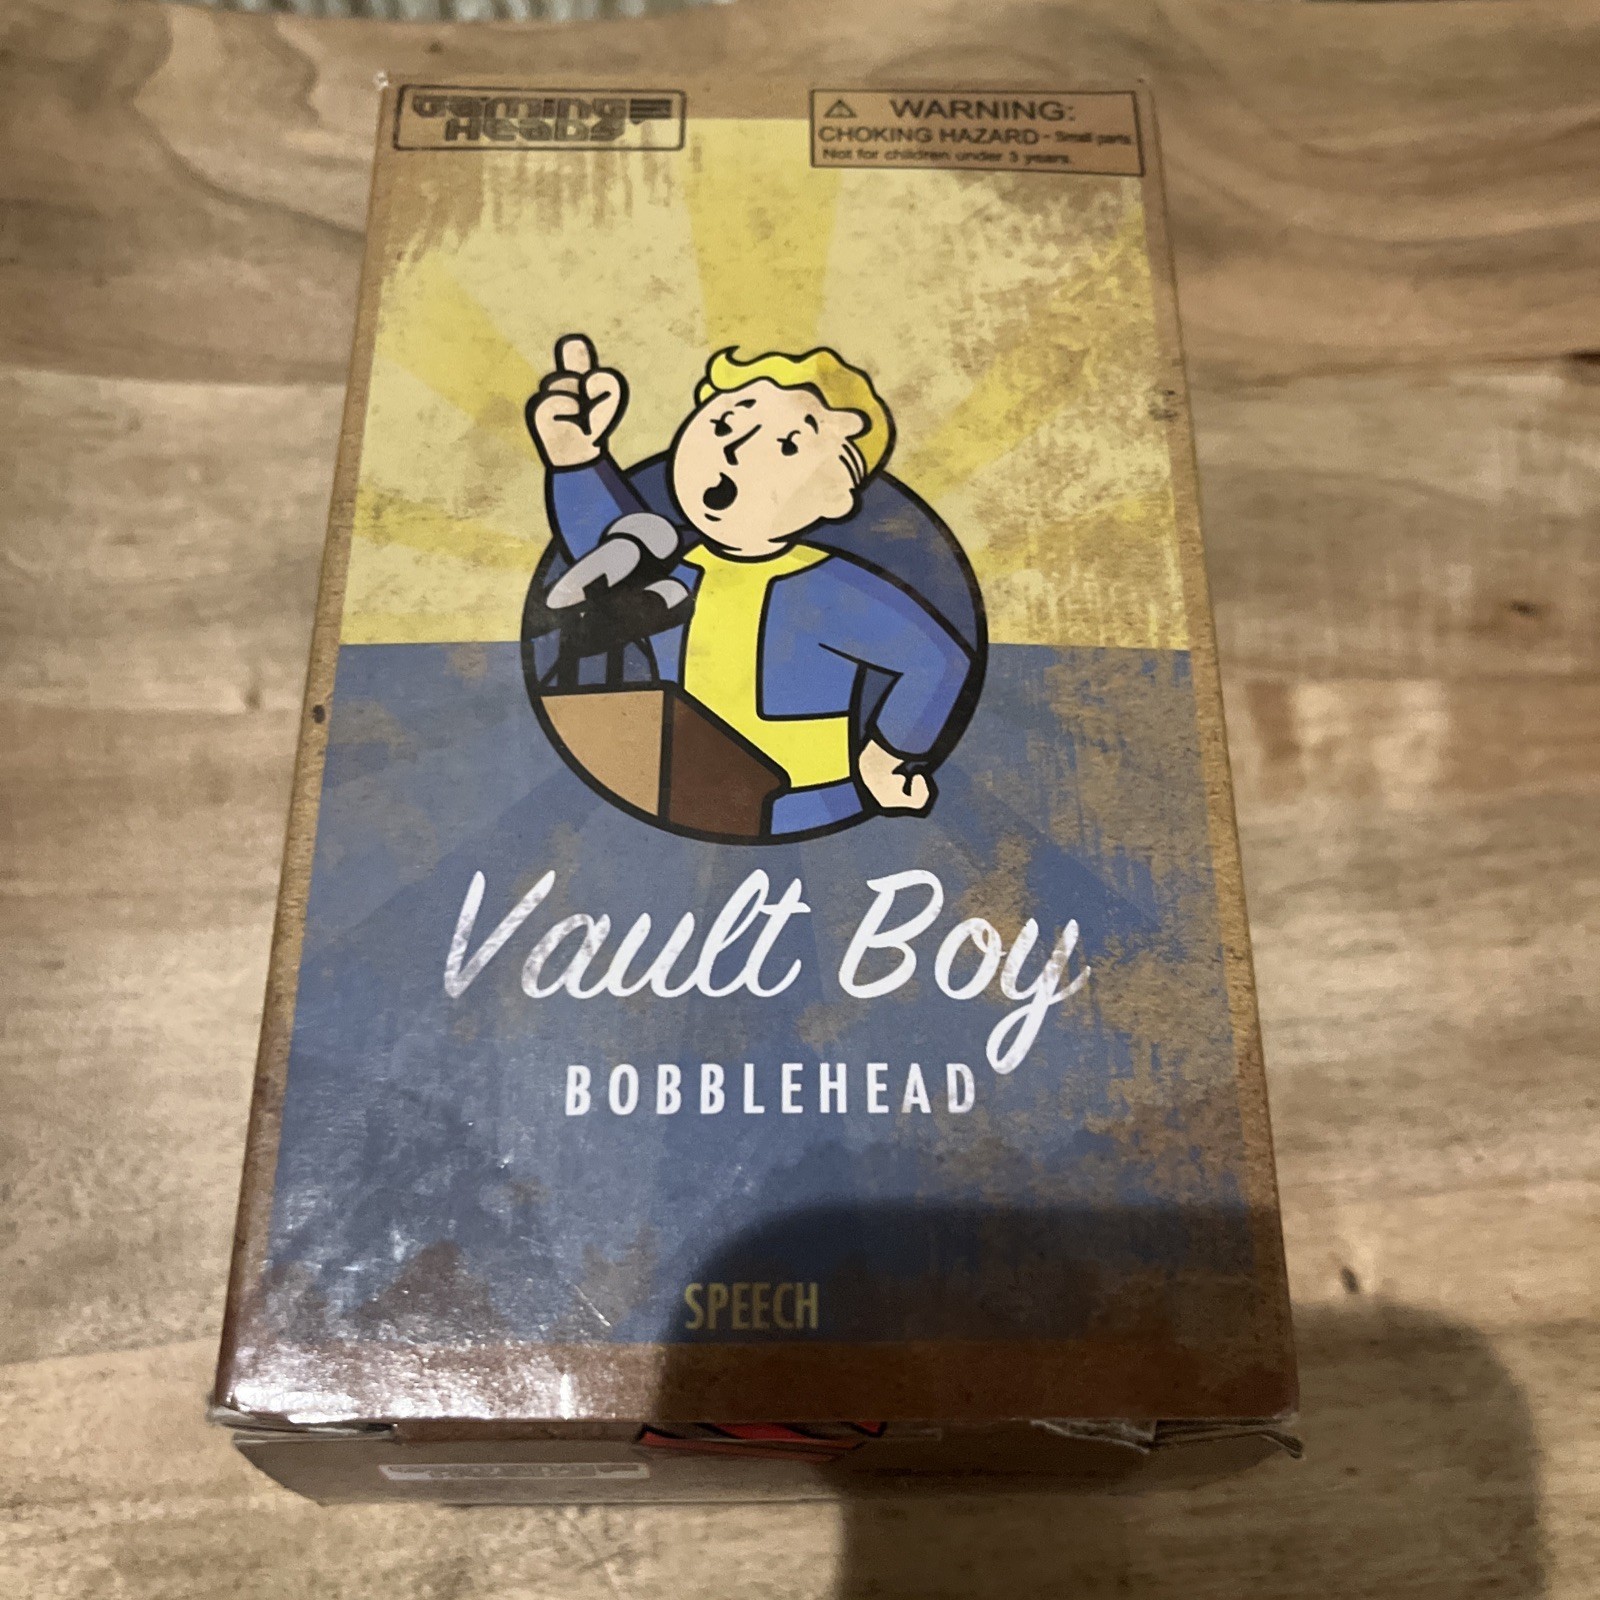 GAMING
HEADS
WARNING:
CHOKING HAZARD - Small parts
Not for children under 3 years.
Vault Boy
BOBBLEHEAD
SPEECH